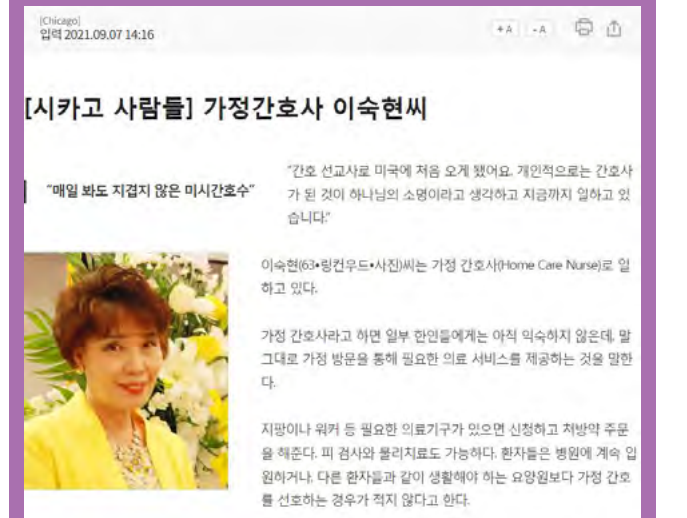 [Chicago]
입력 2021.09.07 14:16
+A -A
[시카고 사람들] 가정간호사 이숙현씨
"매일 봐도 지겹지 않은 미시간호수"
"간호 선교사로 미국에 처음 오게 됐어요. 개인적으로는 간호사
가 된 것이 하나님의 소명이라고 생각하고 지금까지 일하고 있
습니다."
이숙현(63•링컨우드•사진)씨는 가정 간호사(Home Care Nurse)로 일
하고 있다.
가정 간호사라고 하면 일부 한인들에게는 아직 익숙하지 않은데, 말
그대로 가정 방문을 통해 필요한 의료 서비스를 제공하는 것을 말한
다.
지팡이나 워커 등 필요한 의료기구가 있으면 신청하고 처방약 주문
을 해준다. 피 검사와 물리치료도 가능하다. 환자들은 병원에 계속 입
원하거나, 다른 환자들과 같이 생활해야 하는 요양원보다 가정 간호
를 선호하는 경우가 적지 않다고 한다.